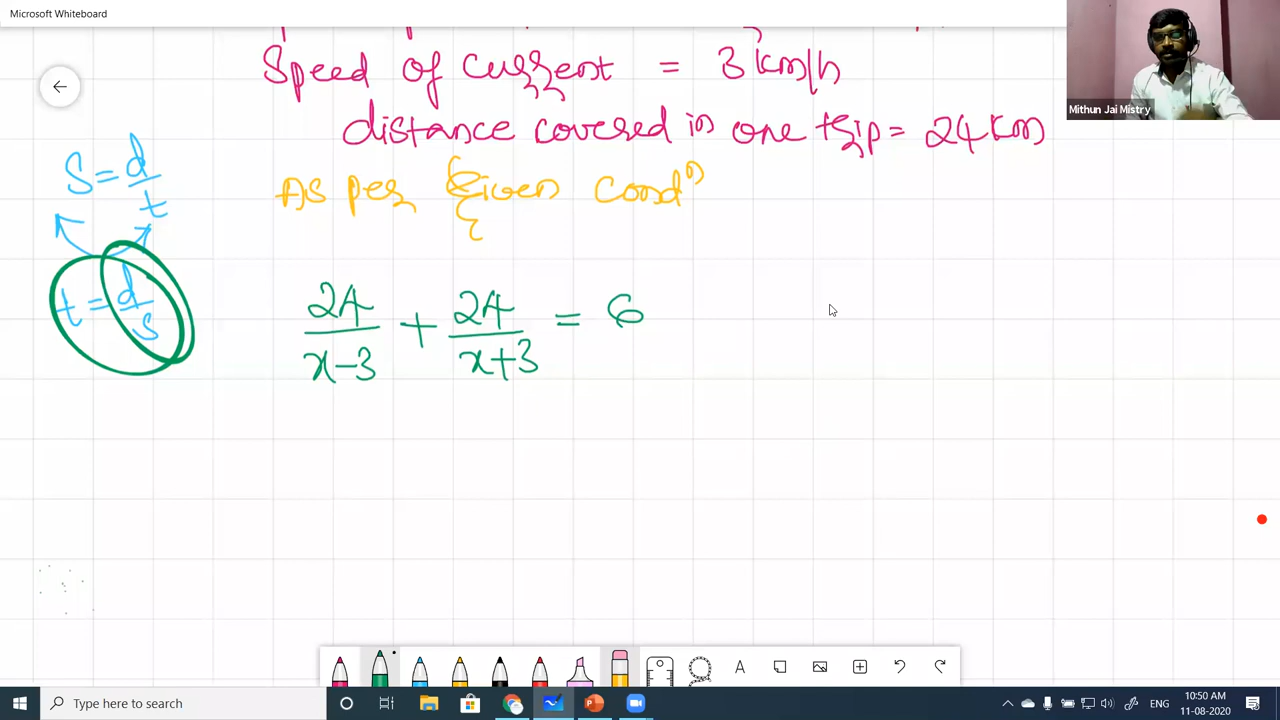 Microsoft Whiteboard
Speed of current = 3 km/h
distance covered in one trip = 24 km
Mithun Jai Mistry
As per Given Condⁿ
S = d/t
t = d/s
24/(x-3) + 24/(x+3) = 6
A
Type here to search
ENG
10:50 AM
11-08-2020